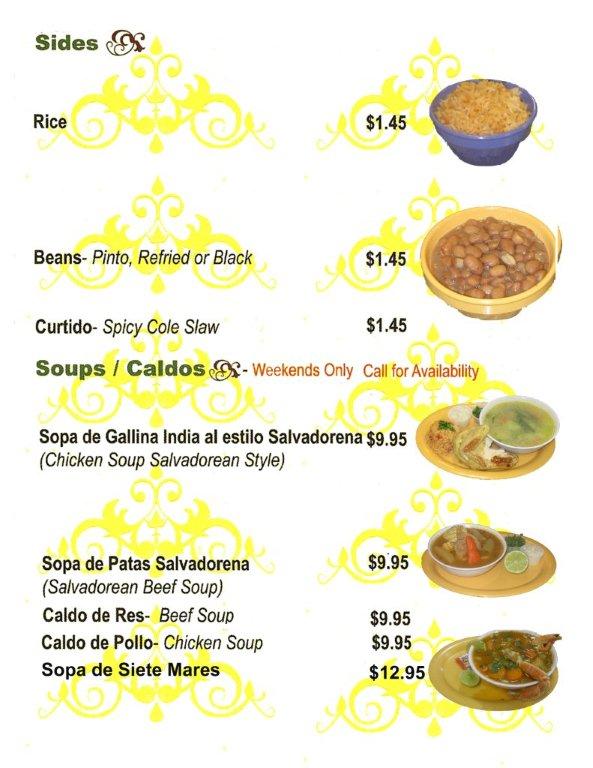 Sides
Rice $1.45
Beans- Pinto, Refried or Black $1.45
Curtido- Spicy Cole Slaw $1.45
Soups / Caldos - Weekends Only Call for Availability
Sopa de Gallina India al estilo Salvadorena $9.95
(Chicken Soup Salvadorean Style)
Sopa de Patas Salvadorena $9.95
(Salvadorean Beef Soup)
Caldo de Res- Beef Soup $9.95
Caldo de Pollo- Chicken Soup $9.95
Sopa de Siete Mares $12.95